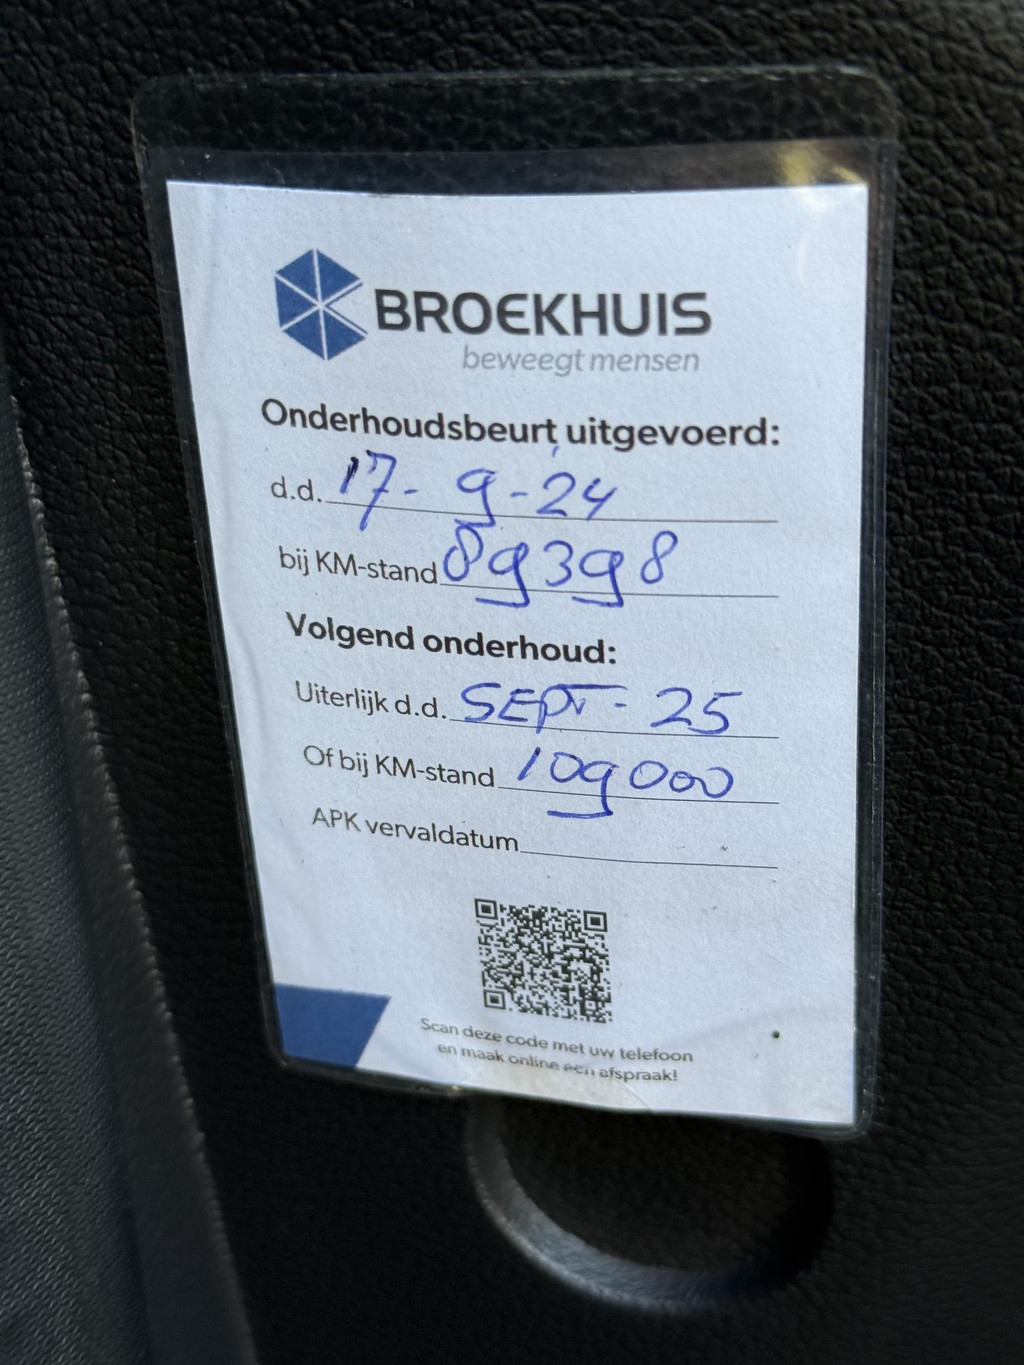 BROEKHUIS
beweegt mensen
Onderhoudsbeurt uitgevoerd:
d.d. 17-9-24
bij KM-stand 89398
Volgend onderhoud:
Uiterlijk d.d. SEPT-25
Of bij KM-stand 109000
APK vervaldatum
Scan deze code met uw telefoon
en maak online een afspraak!